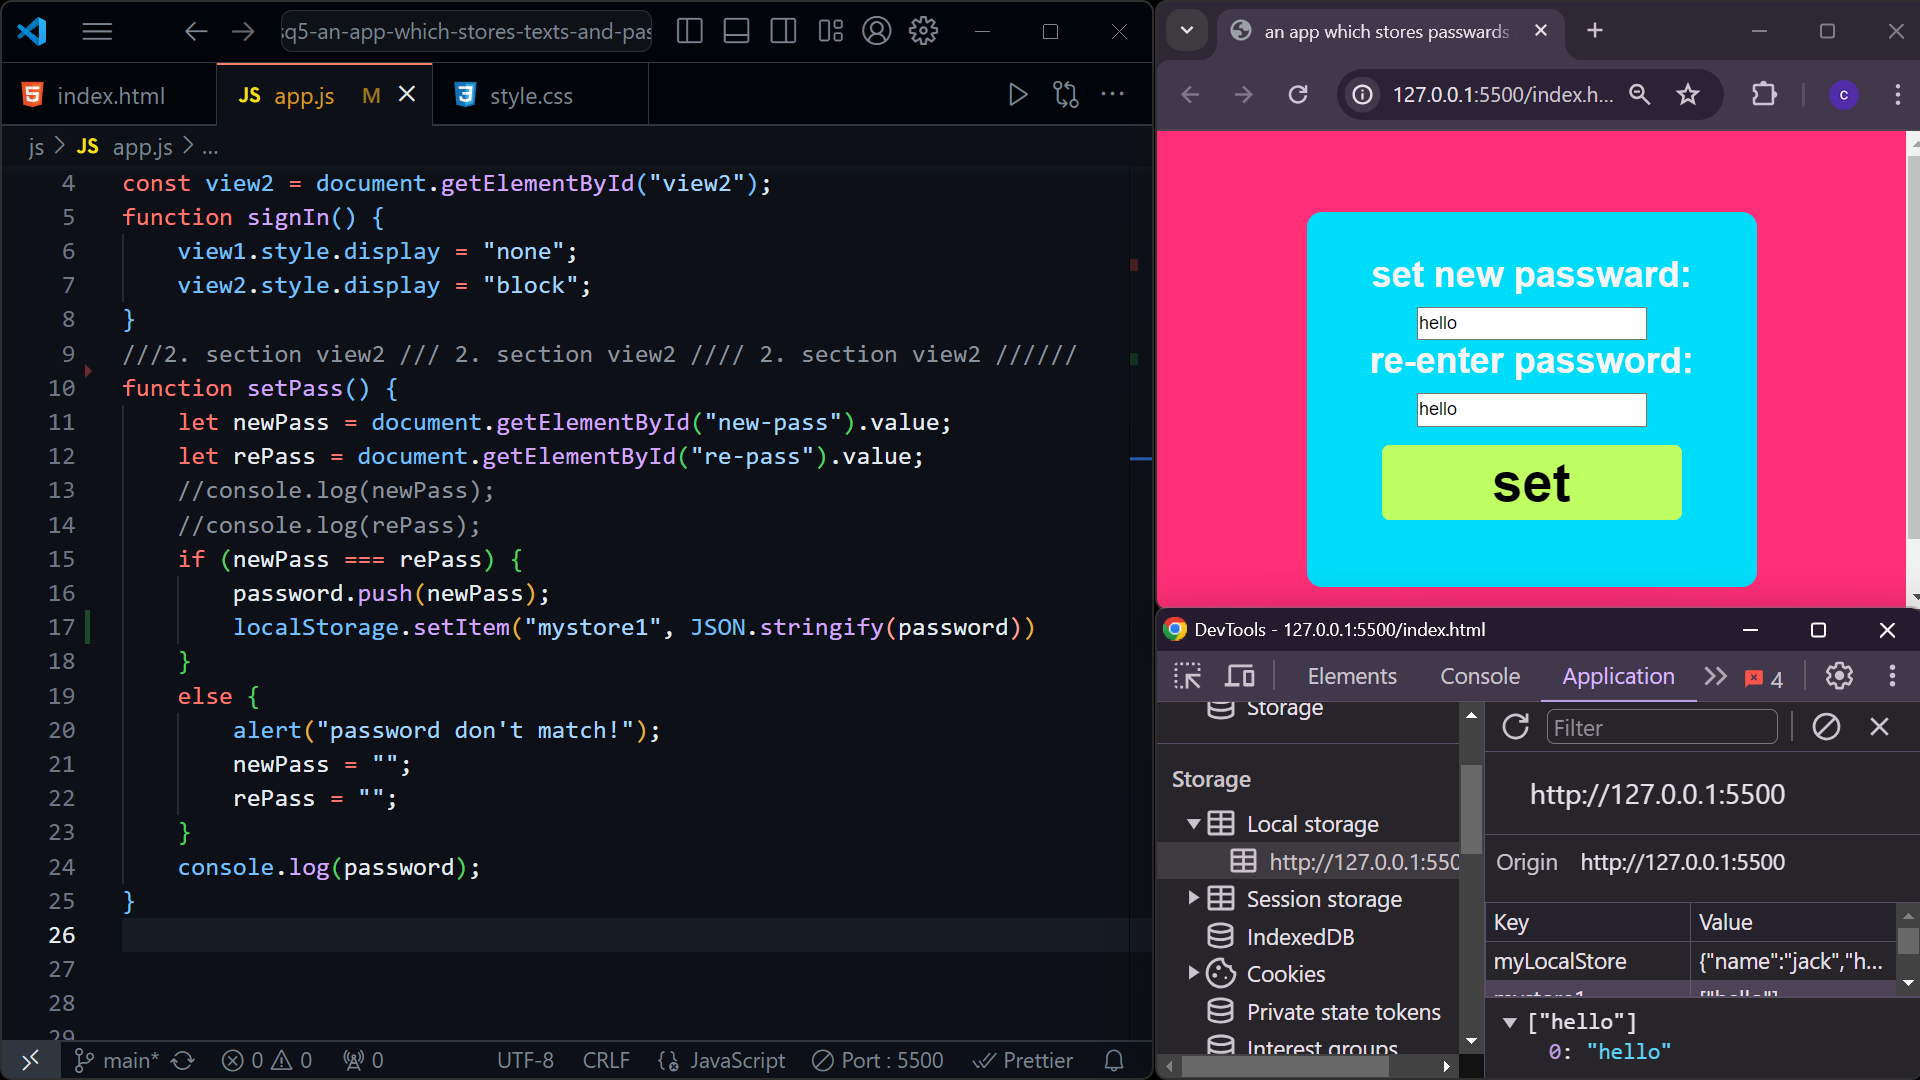 sq5-an-app-which-stores-texts-and-pas
index.html
JS app.js M
style.css
js > JS app.js > ...
4 const view2 = document.getElementById("view2");
5 function signIn() {
6 view1.style.display = "none";
7 view2.style.display = "block";
8 }
9 ///2. section view2 /// 2. section view2 //// 2. section view2 //////
10 function setPass() {
11 let newPass = document.getElementById("new-pass").value;
12 let rePass = document.getElementById("re-pass").value;
13 //console.log(newPass);
14 //console.log(rePass);
15 if (newPass === rePass) {
16 password.push(newPass);
17 localStorage.setItem("mystore1", JSON.stringify(password))
18 }
19 else {
20 alert("password don't match!");
21 newPass = "";
22 rePass = "";
23 }
24 console.log(password);
25 }
26
27
28
29
main* 0 0 0 UTF-8 CRLF {} JavaScript Port : 5500 Prettier
an app which stores passwards
127.0.0.1:5500/index.h...
c
set new passward:
hello
re-enter password:
hello
set
DevTools - 127.0.0.1:5500/index.html
Elements Console Application 4
Storage
Filter
Storage
Local storage
http://127.0.0.1:550
Session storage
IndexedDB
Cookies
Private state tokens
Interest groups
http://127.0.0.1:5500
Origin http://127.0.0.1:5500
Key Value
myLocalStore {"name":"jack","h...
mystore1 ["hello"]
["hello"]
0: "hello"